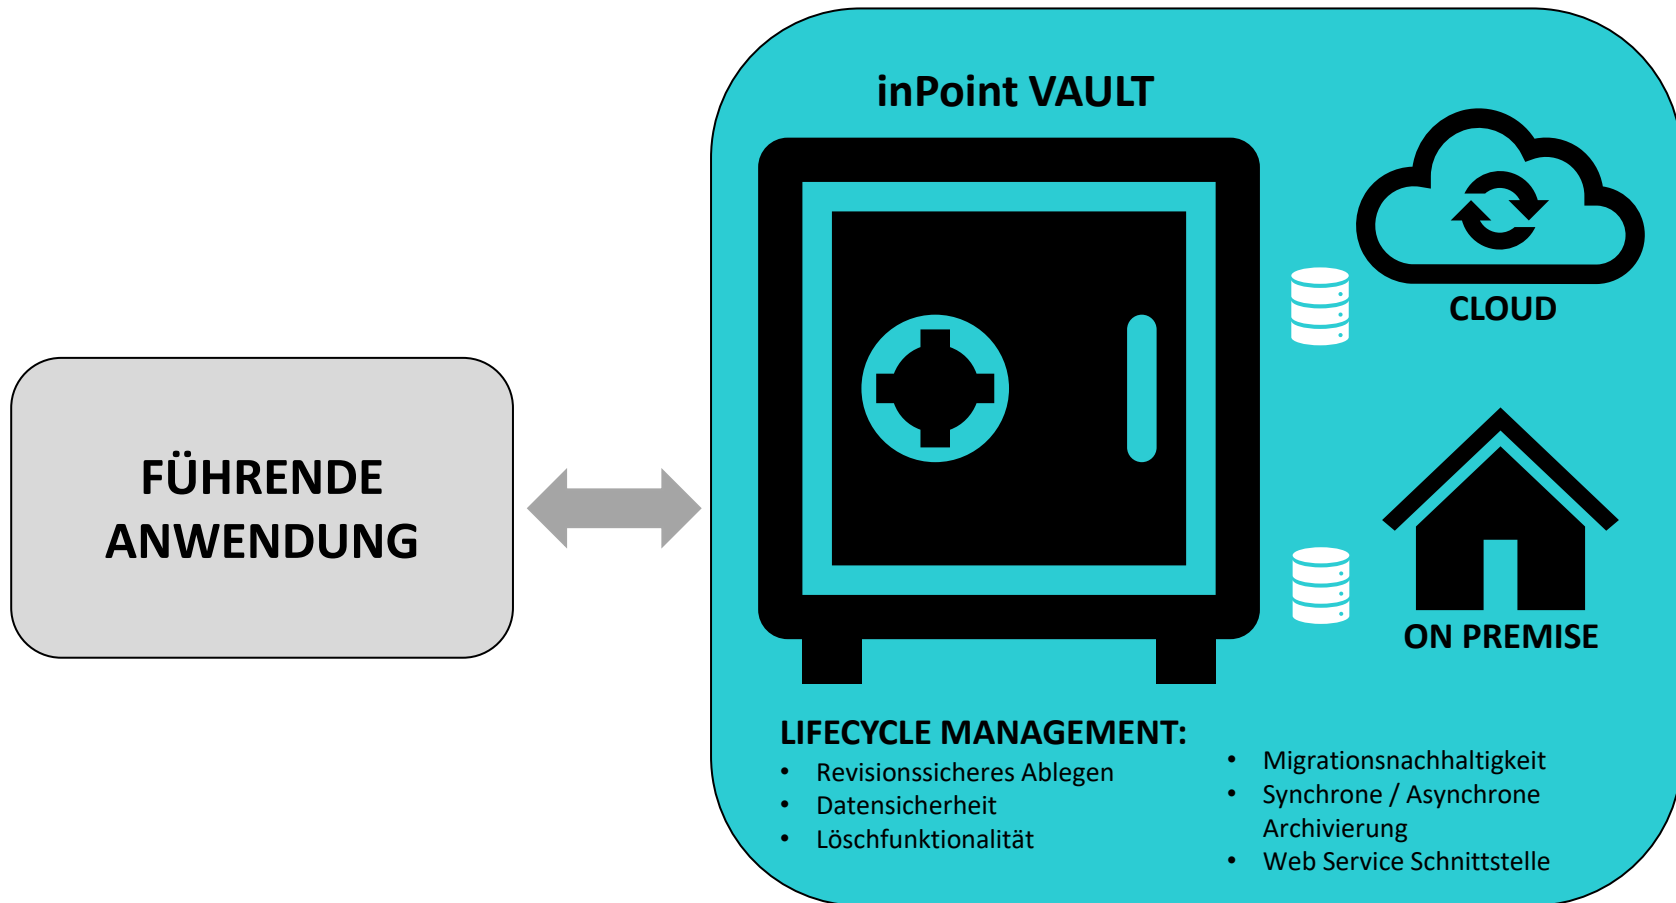 inPoint VAULT
CLOUD
FÜHRENDE
ANWENDUNG
ON PREMISE
LIFECYCLE MANAGEMENT:
• Revisionssicheres Ablegen
• Datensicherheit
• Löschfunktionalität
• Migrationsnachhaltigkeit
• Synchrone / Asynchrone
Archivierung
• Web Service Schnittstelle